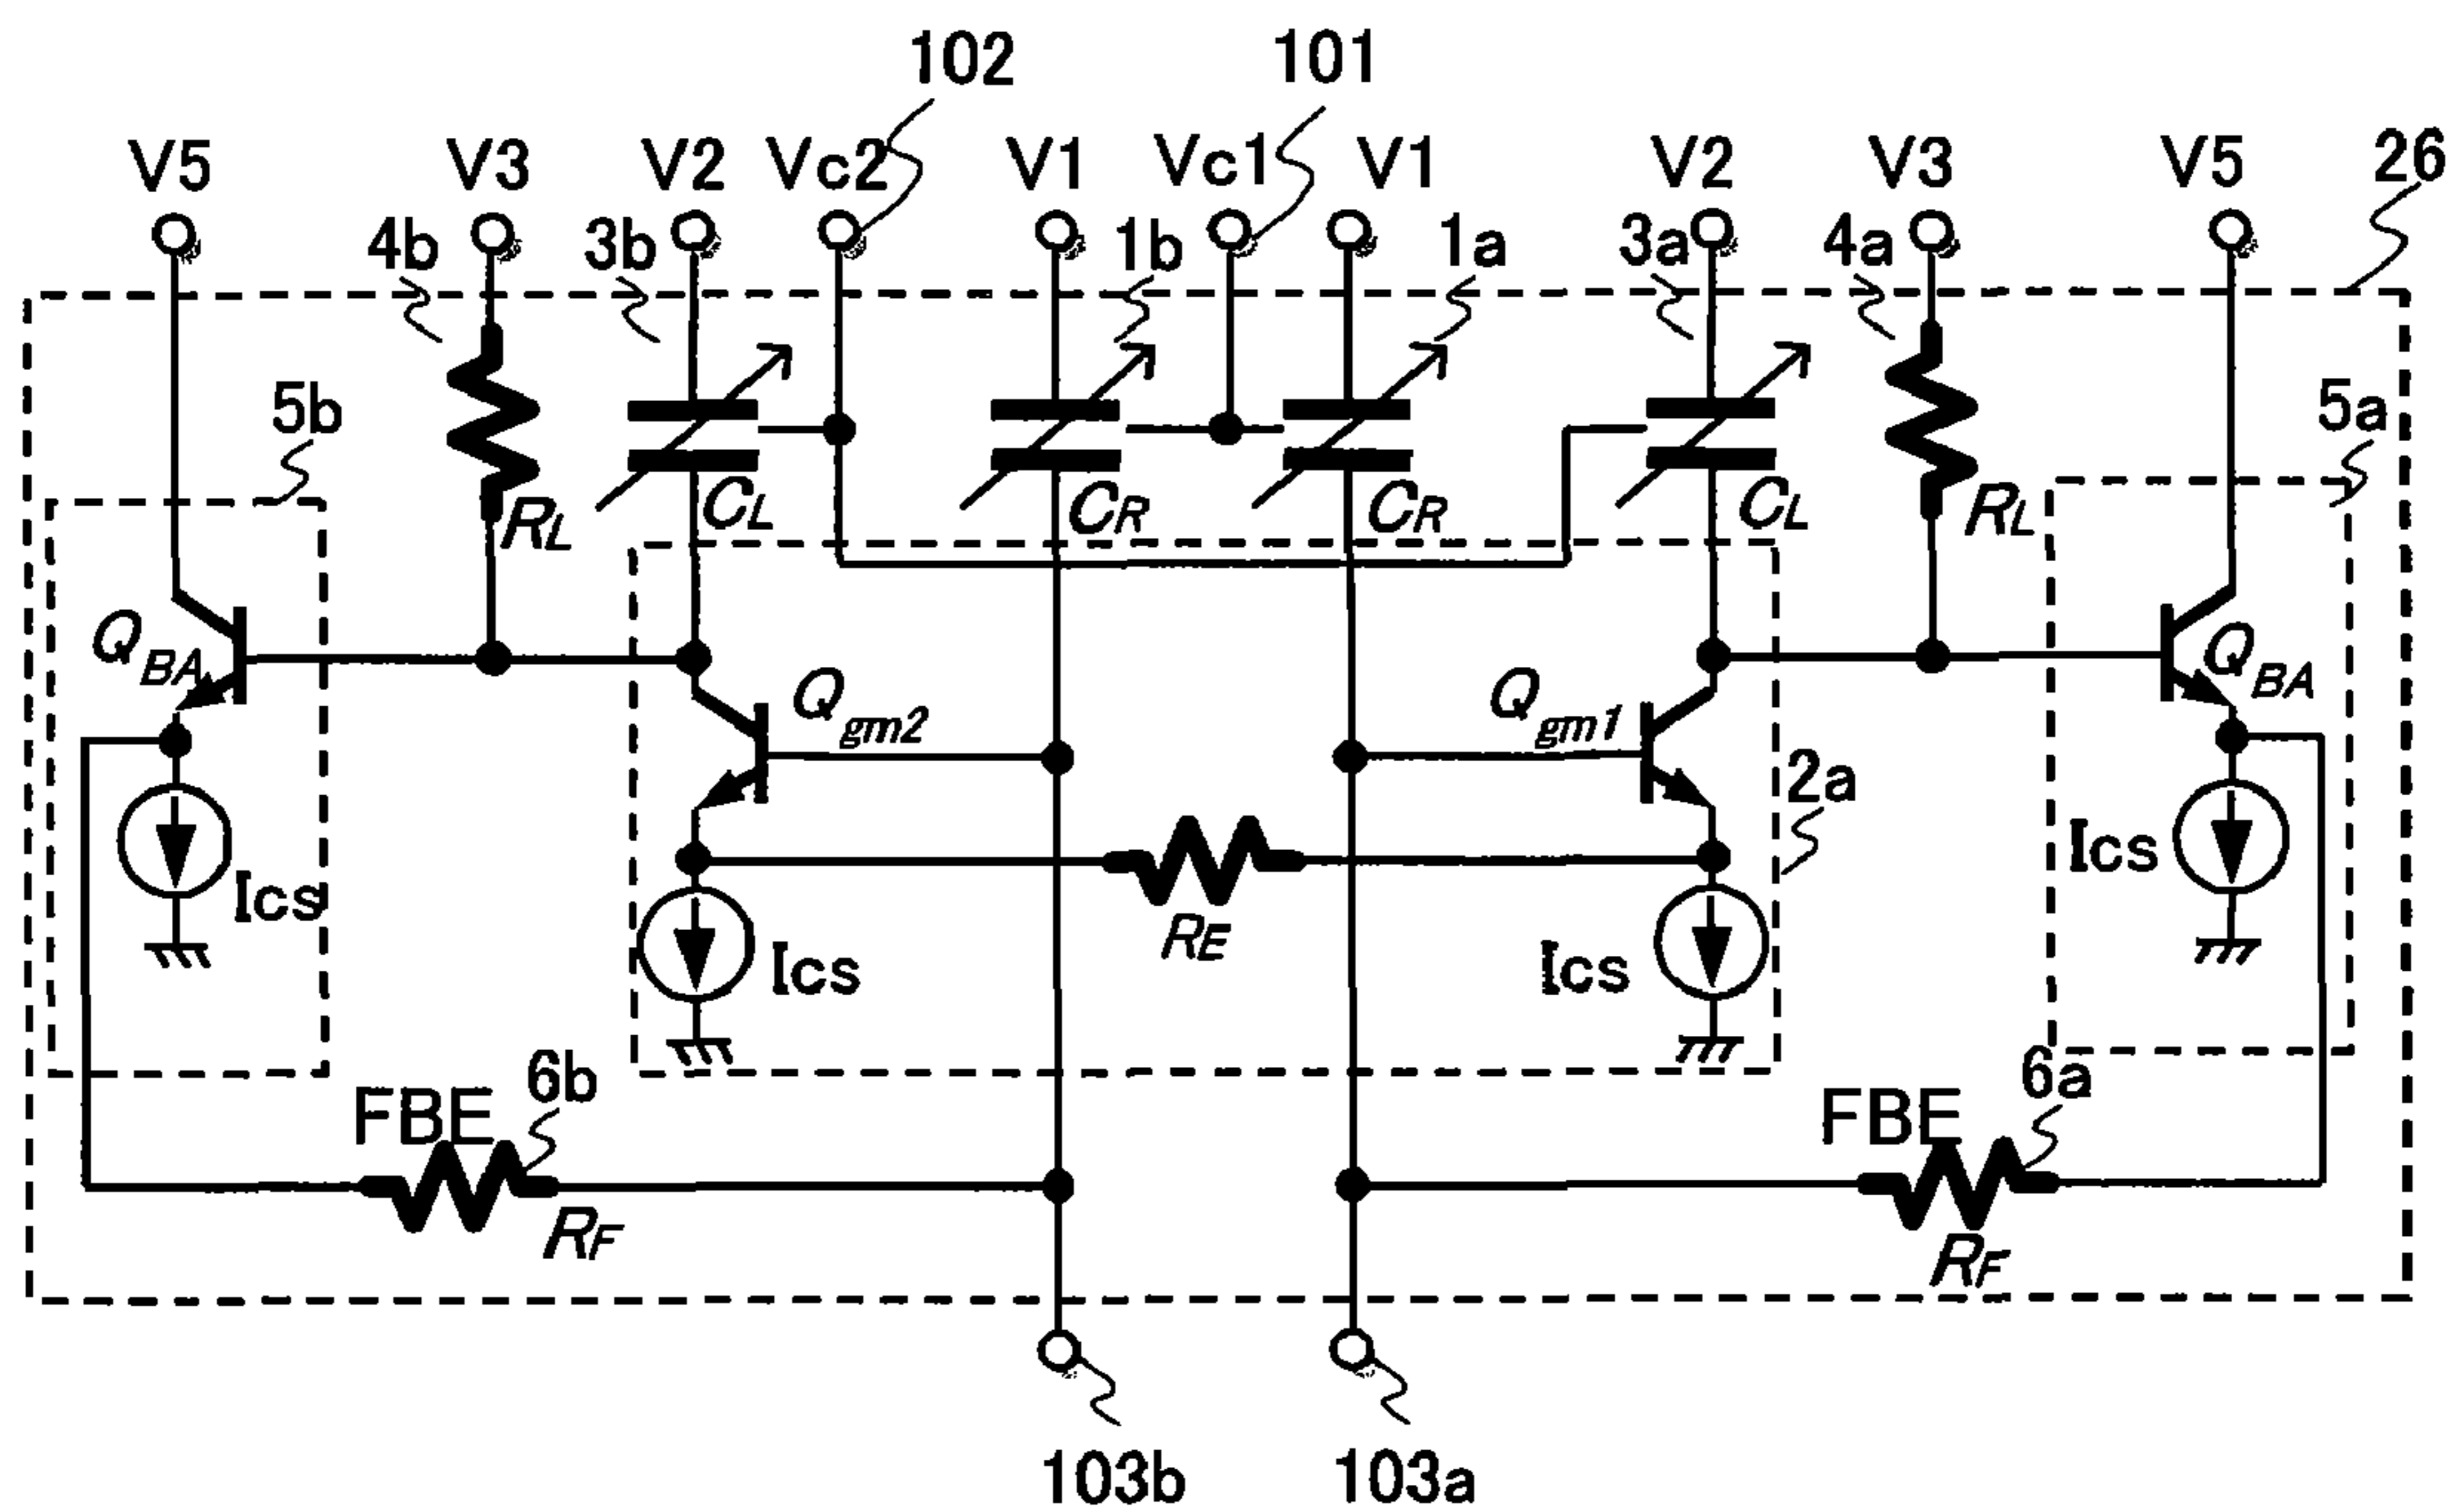 102 101
V5 V3 V2 Vc2 V1 Vc1 V1 V2 V3 V5 26
4b 3b 1b 1a 3a 4a
5b 5a
RL CL CR CR CL RL
QBA Qgm2 Qgm1 QBA
2a
Ics RE Ics
Ics Ics
6b 6a
FBE FBE
RF RF
103b 103a